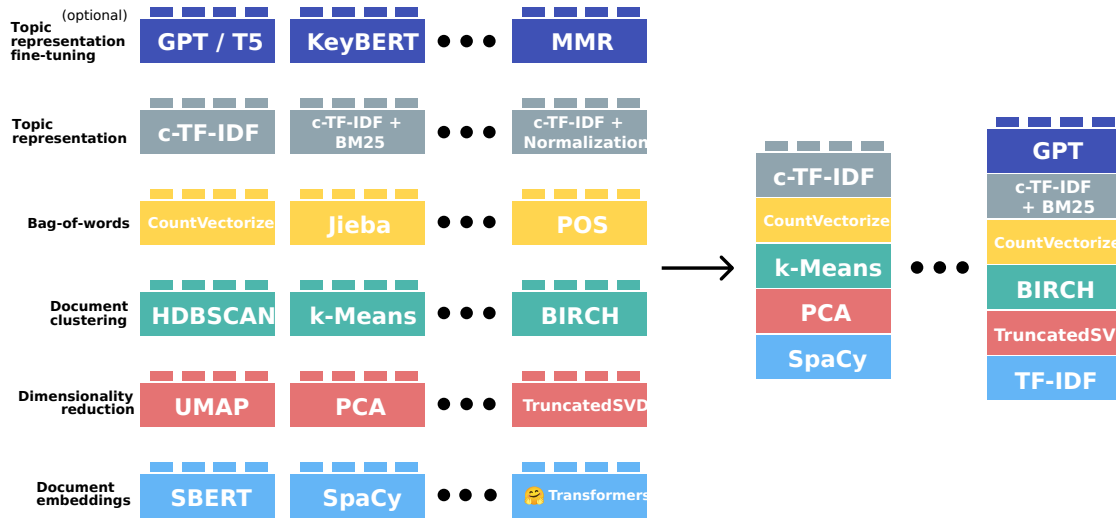 (optional)
Topic
representation
fine-tuning
GPT / T5
KeyBERT
MMR
Topic
representation
c-TF-IDF
c-TF-IDF +
BM25
c-TF-IDF +
Normalization
Bag-of-words
CountVectorize
Jieba
POS
Document
clustering
HDBSCAN
k-Means
BIRCH
Dimensionality
reduction
UMAP
PCA
TruncatedSVD
Document
embeddings
SBERT
SpaCy
🤗 Transformers
c-TF-IDF
CountVectorize
k-Means
PCA
SpaCy
GPT
c-TF-IDF
+ BM25
CountVectorize
BIRCH
TruncatedSV
TF-IDF